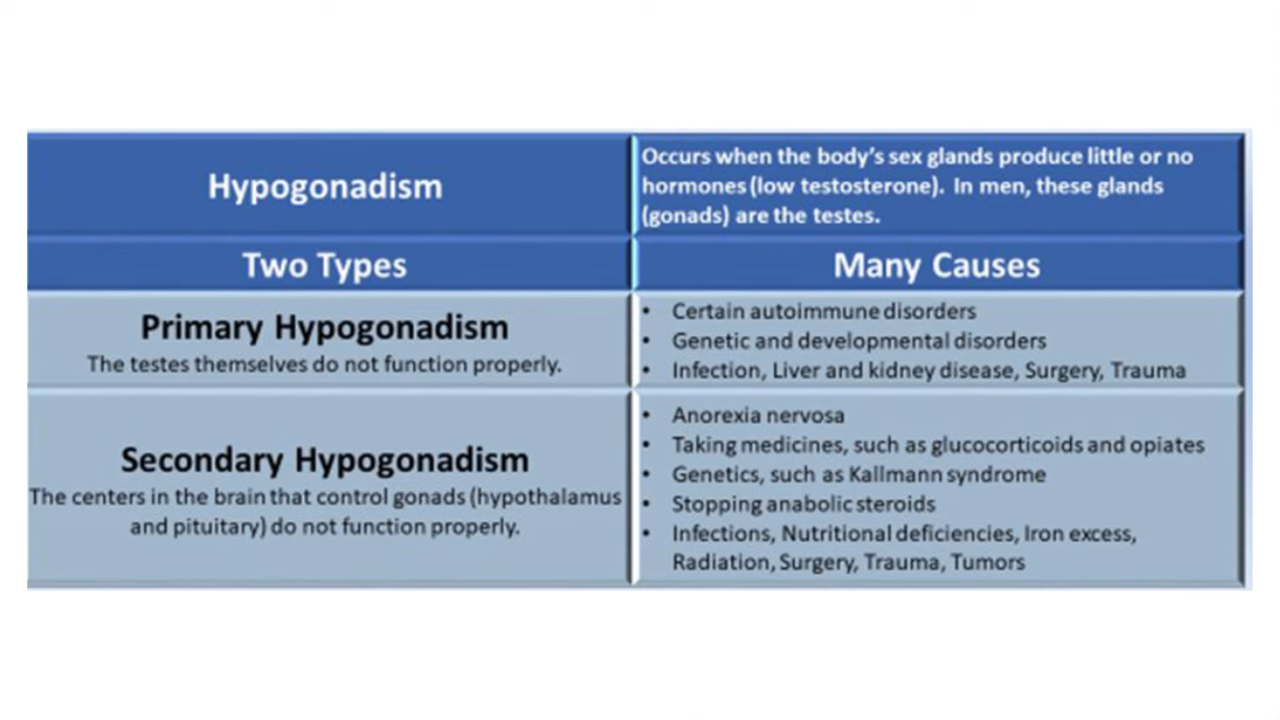 Hypogonadism
Occurs when the body's sex glands produce little or no
hormones (low testosterone). In men, these glands
(gonads) are the testes.
Two Types
Many Causes
Primary Hypogonadism
The testes themselves do not function properly.
• Certain autoimmune disorders
• Genetic and developmental disorders
• Infection, Liver and kidney disease, Surgery, Trauma
Secondary Hypogonadism
The centers in the brain that control gonads (hypothalamus
and pituitary) do not function properly.
• Anorexia nervosa
• Taking medicines, such as glucocorticoids and opiates
• Genetics, such as Kallmann syndrome
• Stopping anabolic steroids
• Infections, Nutritional deficiencies, Iron excess,
Radiation, Surgery, Trauma, Tumors